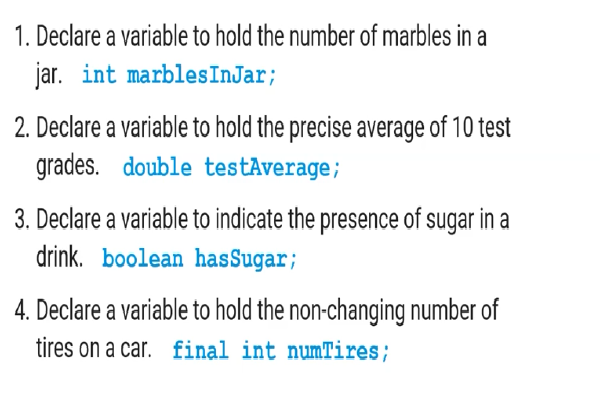 1. Declare a variable to hold the number of marbles in a
jar. int marblesInJar;
2. Declare a variable to hold the precise average of 10 test
grades. double testAverage;
3. Declare a variable to indicate the presence of sugar in a
drink. boolean hasSugar;
4. Declare a variable to hold the non-changing number of
tires on a car. final int numTires;